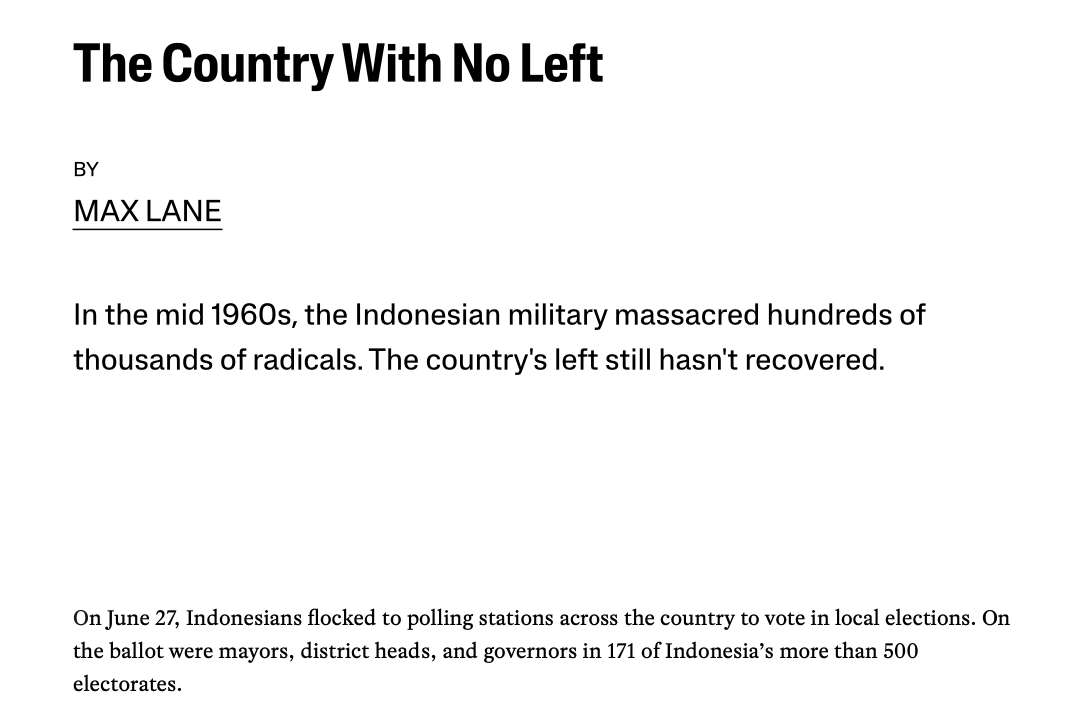 The Country With No Left
BY
MAX LANE
In the mid 1960s, the Indonesian military massacred hundreds of
thousands of radicals. The country's left still hasn't recovered.
On June 27, Indonesians flocked to polling stations across the country to vote in local elections. On
the ballot were mayors, district heads, and governors in 171 of Indonesia’s more than 500
electorates.